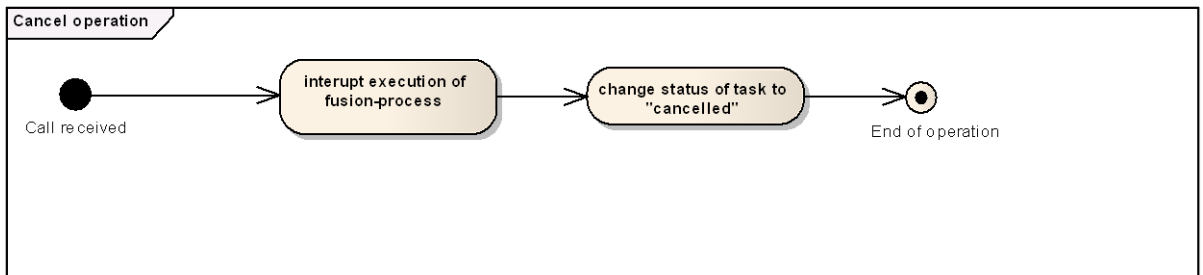 Cancel operation
interupt execution of
fusion-process
change status of task to
"cancelled"
Call received
End of operation